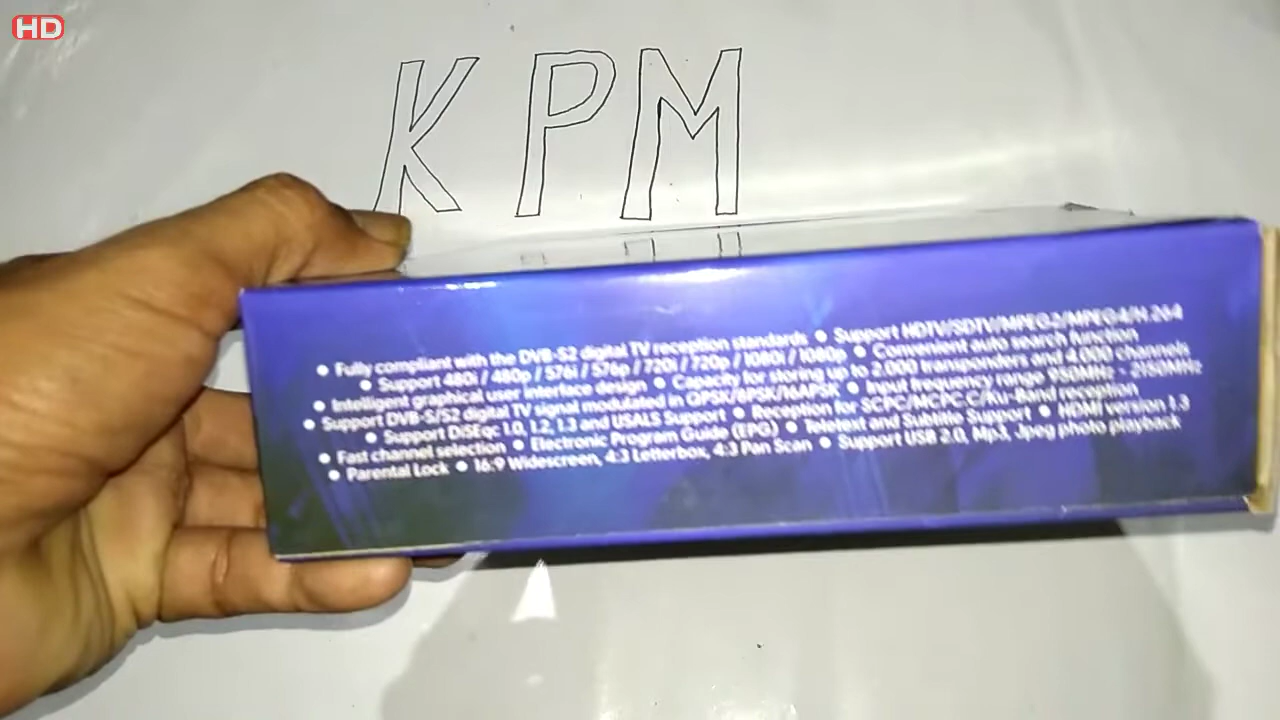 HD
KPM
● Fully compliant with the DVB-S2 digital TV reception standards ● Support HDTV/SDTV/MPEG2/MPEG4/H.264
● Support 480i / 480p / 576i / 576p / 720i / 720p / 1080i / 1080p ● Convenient auto search function
● Intelligent graphical user interface design ● Capacity for storing up to 2,000 transponders and 4,000 channels
● Support DVB-S/S2 digital TV signal modulated in QPSK/8PSK/16APSK ● Input frequency range 950MHz - 2150MHz
● Support DiSEqc 1.0, 1.2, 1.3 and USALS Support ● Reception for SCPC/MCPC C/Ku-Band reception
● Fast channel selection ● Electronic Program Guide (EPG) ● Teletext and Subtitle Support ● HDMI version 1.3
● Parental Lock ● 16:9 Widescreen, 4:3 Letterbox, 4:3 Pan Scan ● Support USB 2.0, Mp3, Jpeg photo playback